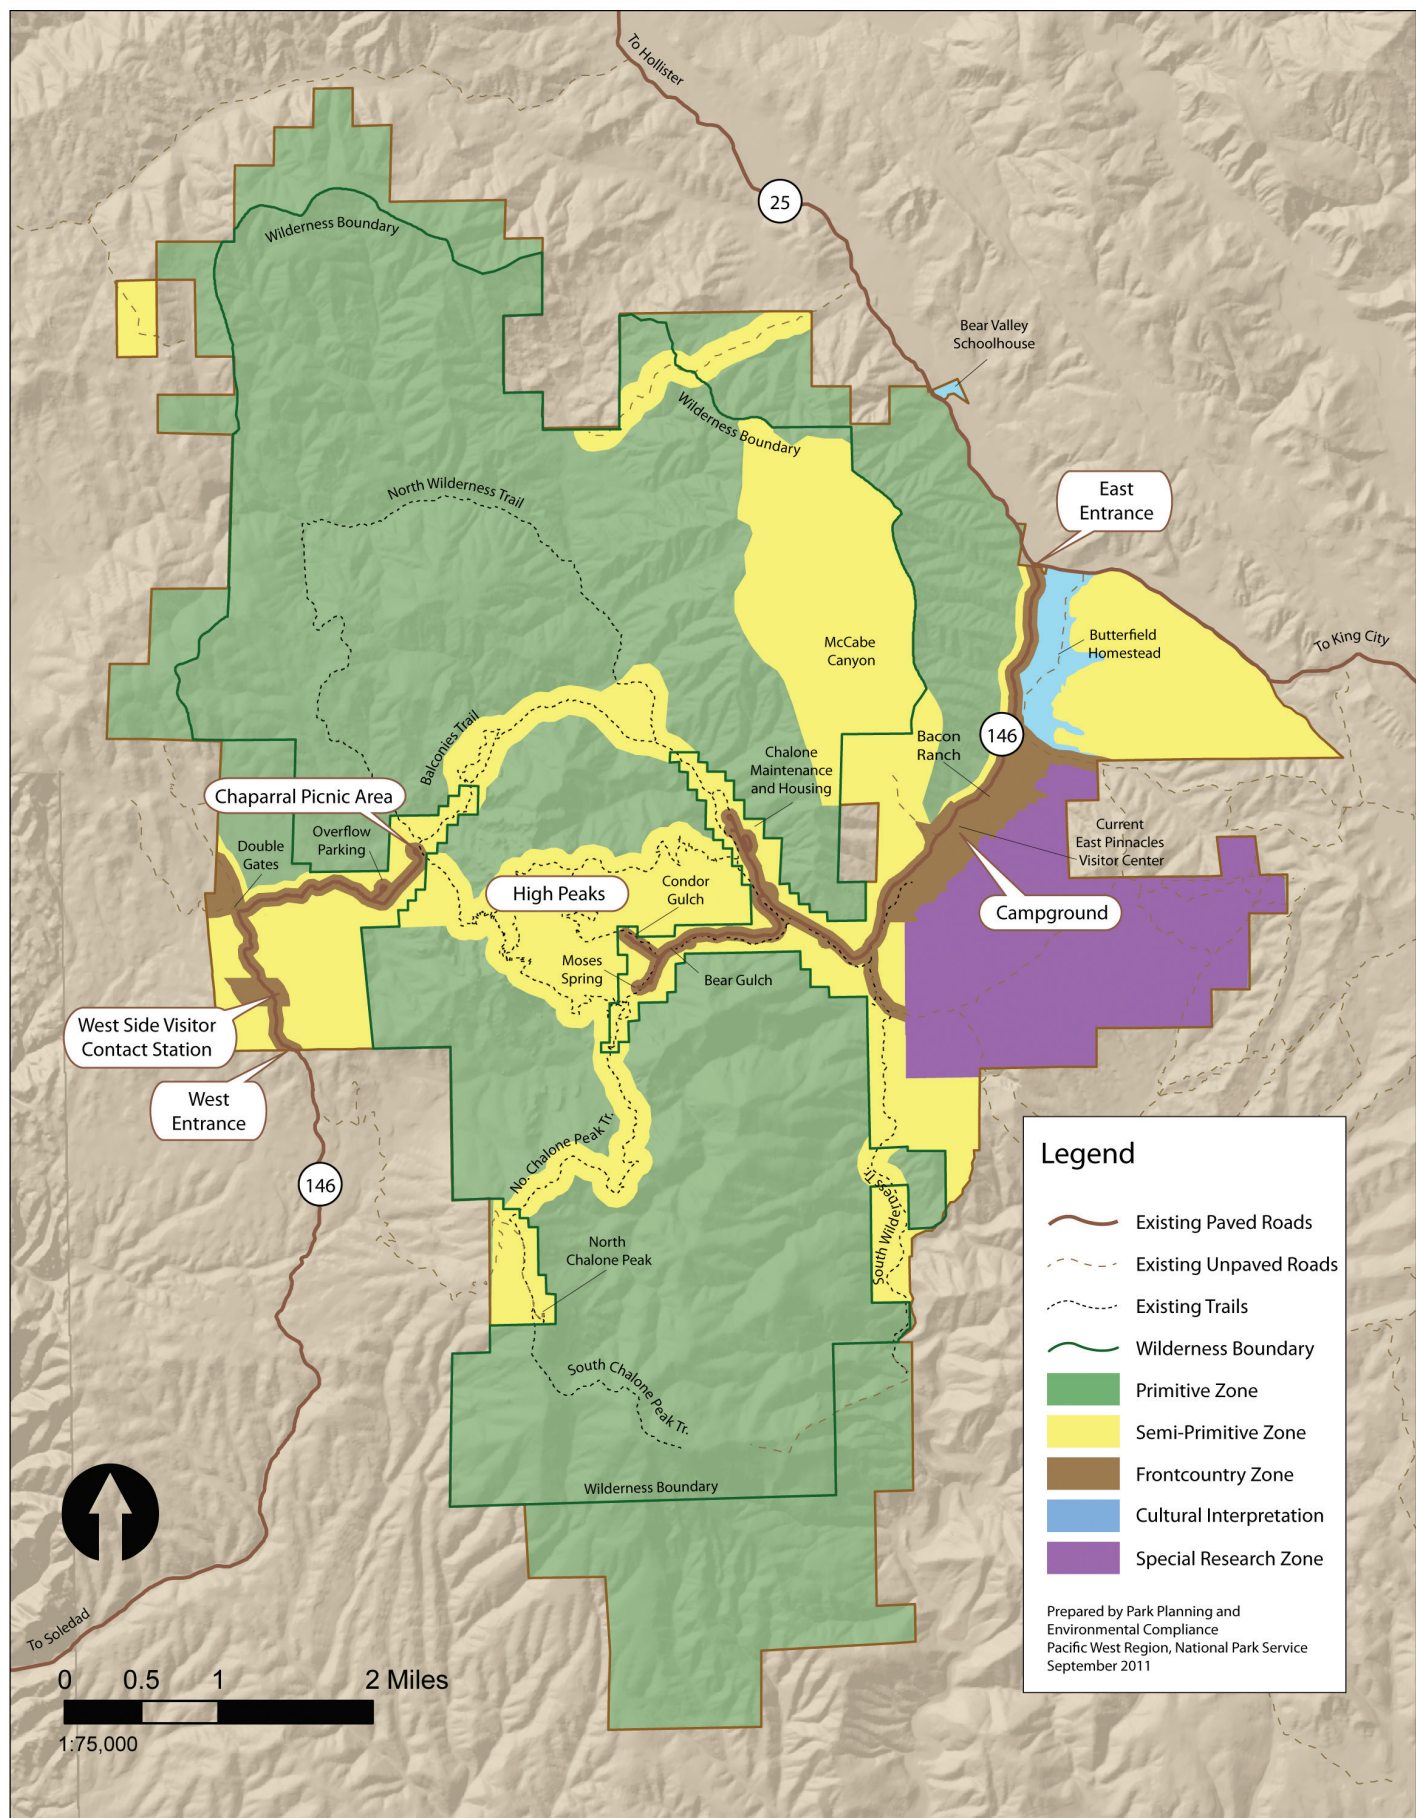 To Hollister
25
Wilderness Boundary
Bear Valley
Schoolhouse
Wilderness Boundary
North Wilderness Trail
East
Entrance
McCabe
Canyon
Butterfield
Homestead
To King City
146
Bacon
Ranch
Balconies Trail
Chalone
Maintenance
and Housing
Chaparral Picnic Area
Overflow
Parking
Double
Gates
Current
East Pinnacles
Visitor Center
High Peaks
Condor
Gulch
Campground
Moses
Spring
Bear Gulch
West Side Visitor
Contact Station
West
Entrance
No. Chalone Peak Tr.
146
South Wilderness Tr.
North
Chalone Peak
South Chalone Peak Tr.
Wilderness Boundary
To Soledad
0 0.5 1 2 Miles
1:75,000
Legend
Existing Paved Roads
Existing Unpaved Roads
Existing Trails
Wilderness Boundary
Primitive Zone
Semi-Primitive Zone
Frontcountry Zone
Cultural Interpretation
Special Research Zone
Prepared by Park Planning and
Environmental Compliance
Pacific West Region, National Park Service
September 2011